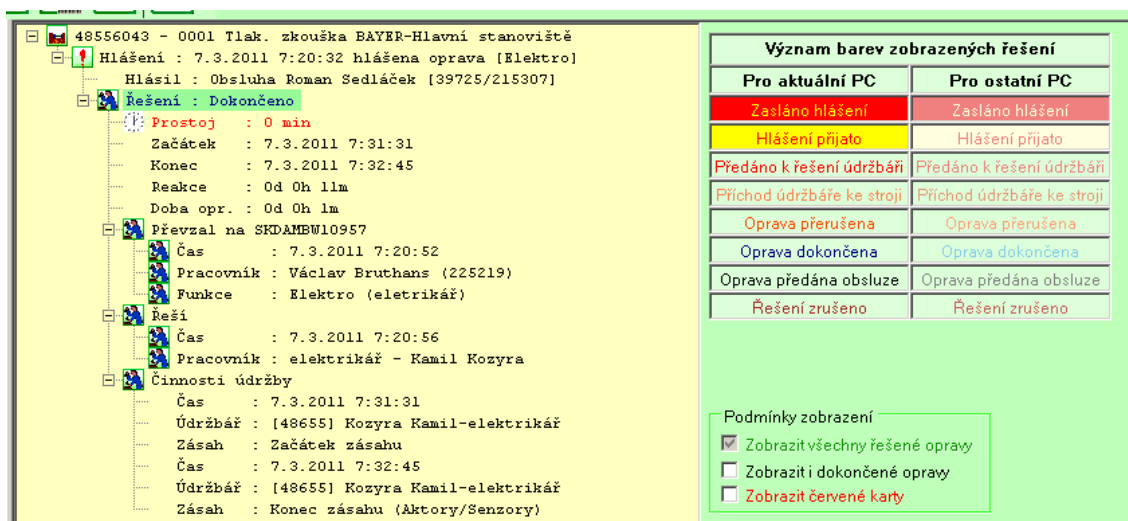 48556043 - 0001 Tlak. zkouška BAYER-Hlavní stanoviště
Hlášení : 7.3.2011 7:20:32 hlášena oprava [Elektro]
Hlásil : Obsluha Roman Sedláček [39725/215307]
Řešení : Dokončeno
Prostoj : 0 min
Začátek : 7.3.2011 7:31:31
Konec : 7.3.2011 7:32:45
Reakce : 0d 0h 11m
Doba opr. : 0d 0h 1m
Převzal na SKDAMBW10957
Čas : 7.3.2011 7:20:52
Pracovník : Václav Bruthans (225219)
Funkce : Elektro (eletrikář)
Řeší
Čas : 7.3.2011 7:20:56
Pracovník : elektrikář - Kamil Kozyra
Činnosti údržby
Čas : 7.3.2011 7:31:31
Údržbář : [48655] Kozyra Kamil-elektrikář
Zásah : Začátek zásahu
Čas : 7.3.2011 7:32:45
Údržbář : [48655] Kozyra Kamil-elektrikář
Zásah : Konec zásahu (Aktory/Senzory)
Význam barev zobrazených řešení
Pro aktuální PC Pro ostatní PC
Zasláno hlášení Zasláno hlášení
Hlášení přijato Hlášení přijato
Předáno k řešení údržbáři Předáno k řešení údržbáři
Příchod údržbáře ke stroji Příchod údržbáře ke stroji
Oprava přerušena Oprava přerušena
Oprava dokončena Oprava dokončena
Oprava předána obsluze Oprava předána obsluze
Řešení zrušeno Řešení zrušeno
Podmínky zobrazení
Zobrazit všechny řešené opravy
Zobrazit i dokončené opravy
Zobrazit červené karty